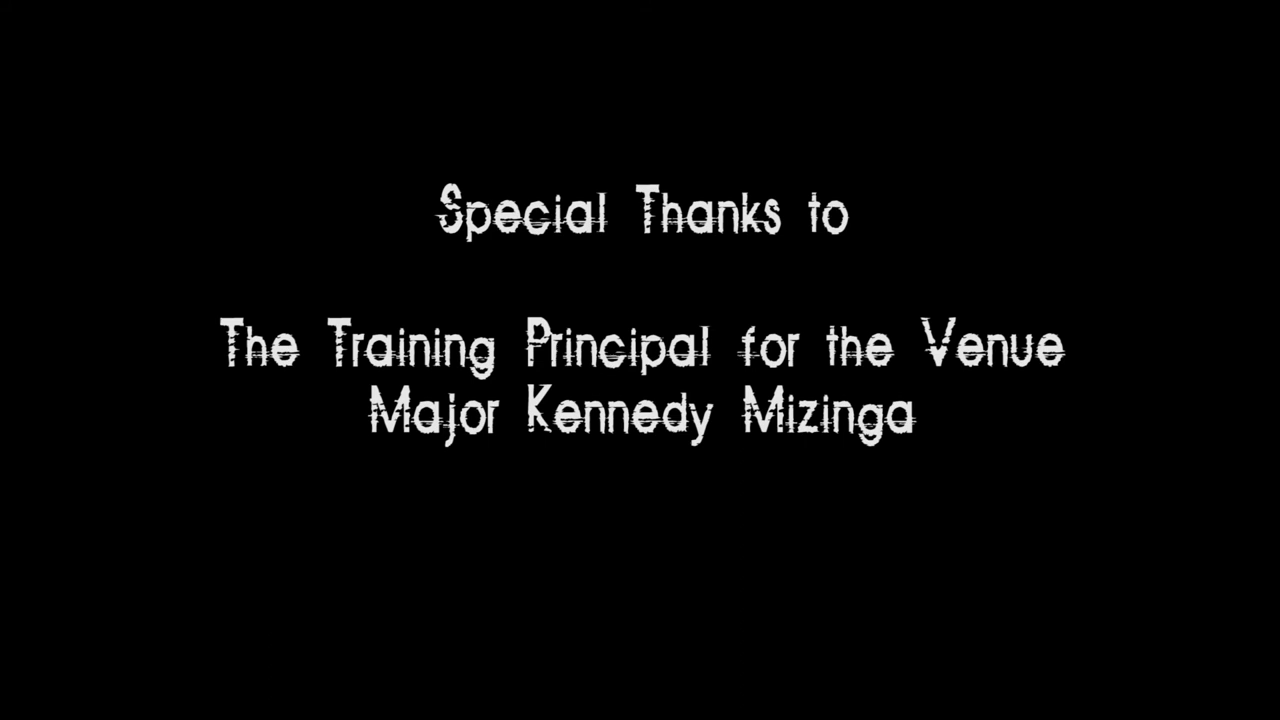 Special Thanks to
The Training Principal for the Venue
Major Kennedy Mizinga